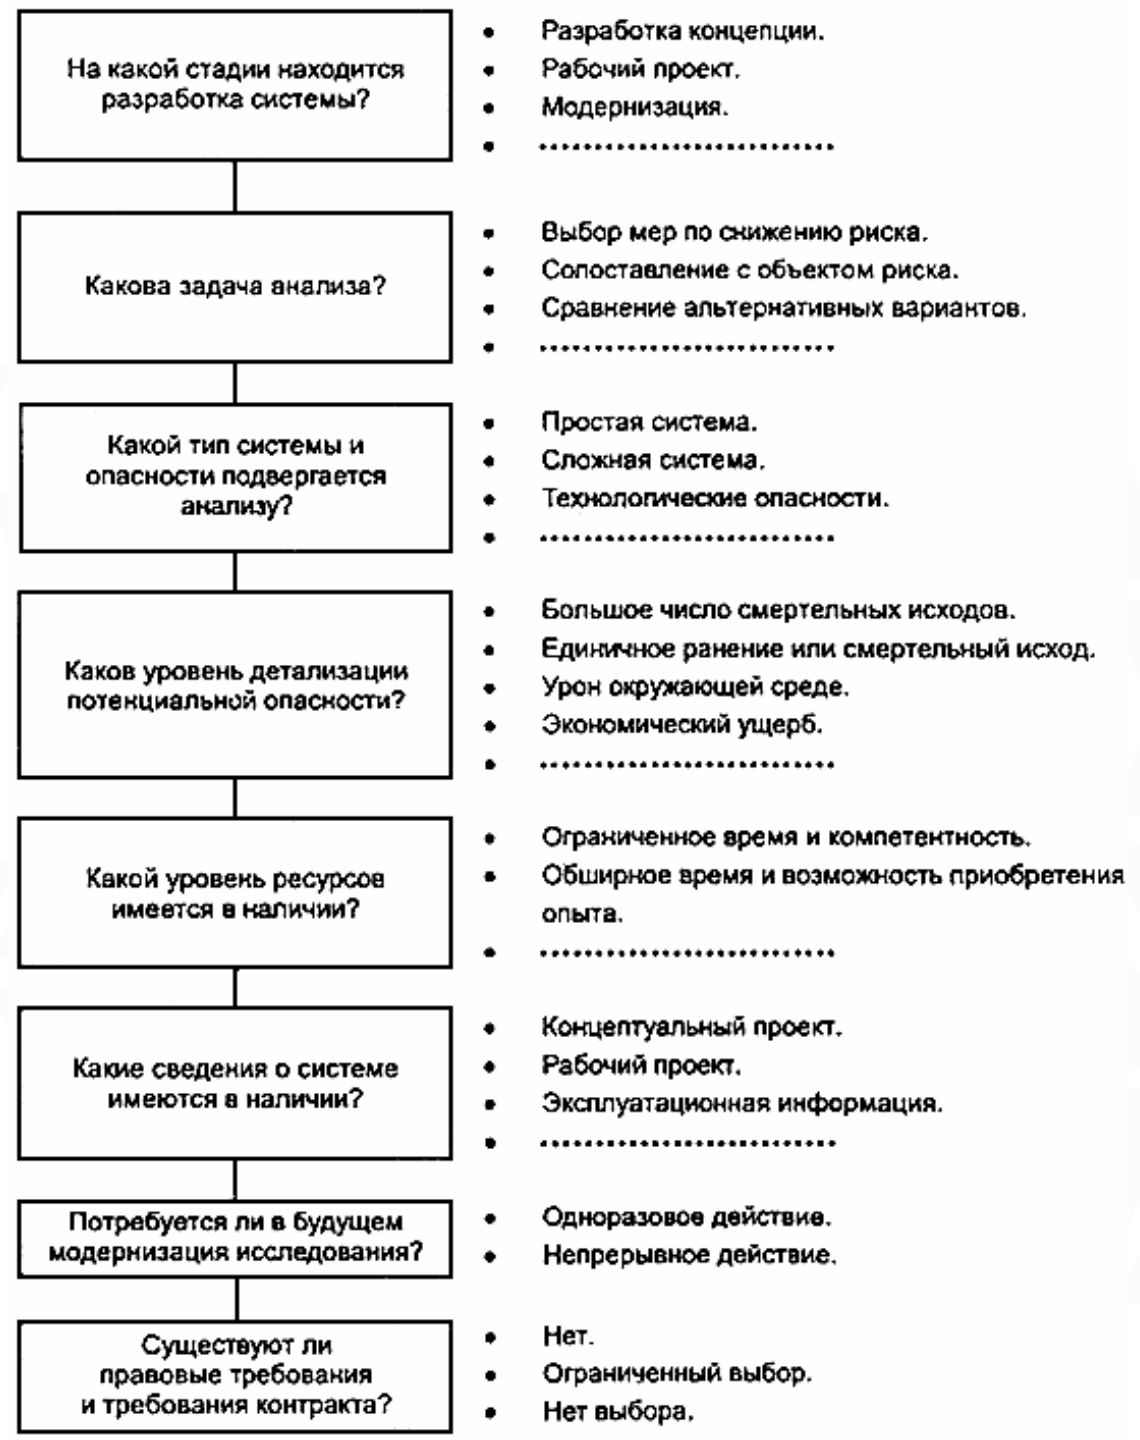 На какой стадии находится
разработка системы?
• Разработка концепции.
• Рабочий проект.
• Модернизация.
• ...........................
Какова задача анализа?
• Выбор мер по снижению риска.
• Сопоставление с объектом риска.
• Сравнение альтернативных вариантов.
• ...........................
Какой тип системы и
опасности подвергается
анализу?
• Простая система.
• Сложная система.
• Технологические опасности.
• ...........................
Каков уровень детализации
потенциальной опасности?
• Большое число смертельных исходов.
• Единичное ранение или смертельный исход.
• Урон окружающей среде.
• Экономический ущерб.
• ...........................
Какой уровень ресурсов
имеется в наличии?
• Ограниченное время и компетентность.
• Обширное время и возможность приобретения
опыта.
• ...........................
Какие сведения о системе
имеются в наличии?
• Концептуальный проект.
• Рабочий проект.
• Эксплуатационная информация.
• ...........................
Потребуется ли в будущем
модернизация исследования?
• Одноразовое действие.
• Непрерывное действие.
Существуют ли
правовые требования
и требования контракта?
• Нет.
• Ограниченный выбор.
• Нет выбора.